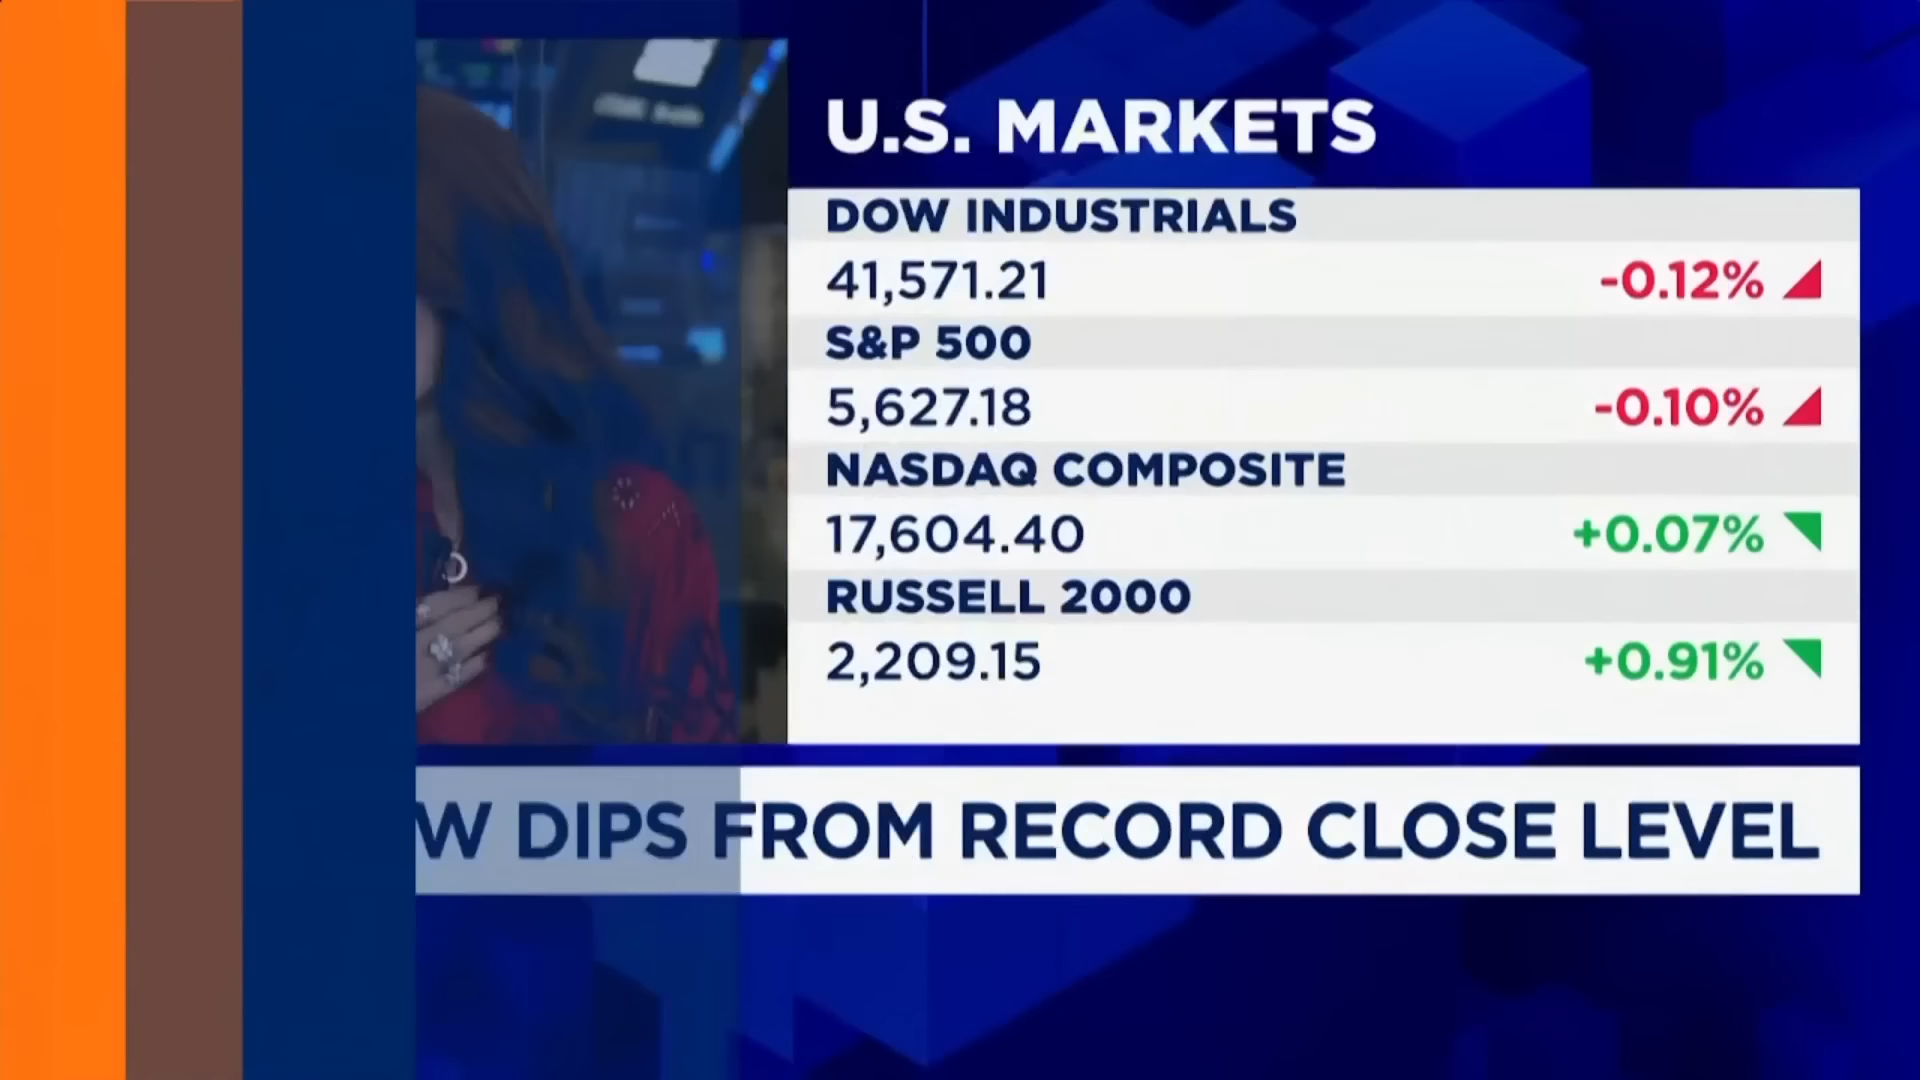 U.S. MARKETS
DOW INDUSTRIALS
41,571.21 -0.12%
S&P 500
5,627.18 -0.10%
NASDAQ COMPOSITE
17,604.40 +0.07%
RUSSELL 2000
2,209.15 +0.91%
W DIPS FROM RECORD CLOSE LEVEL